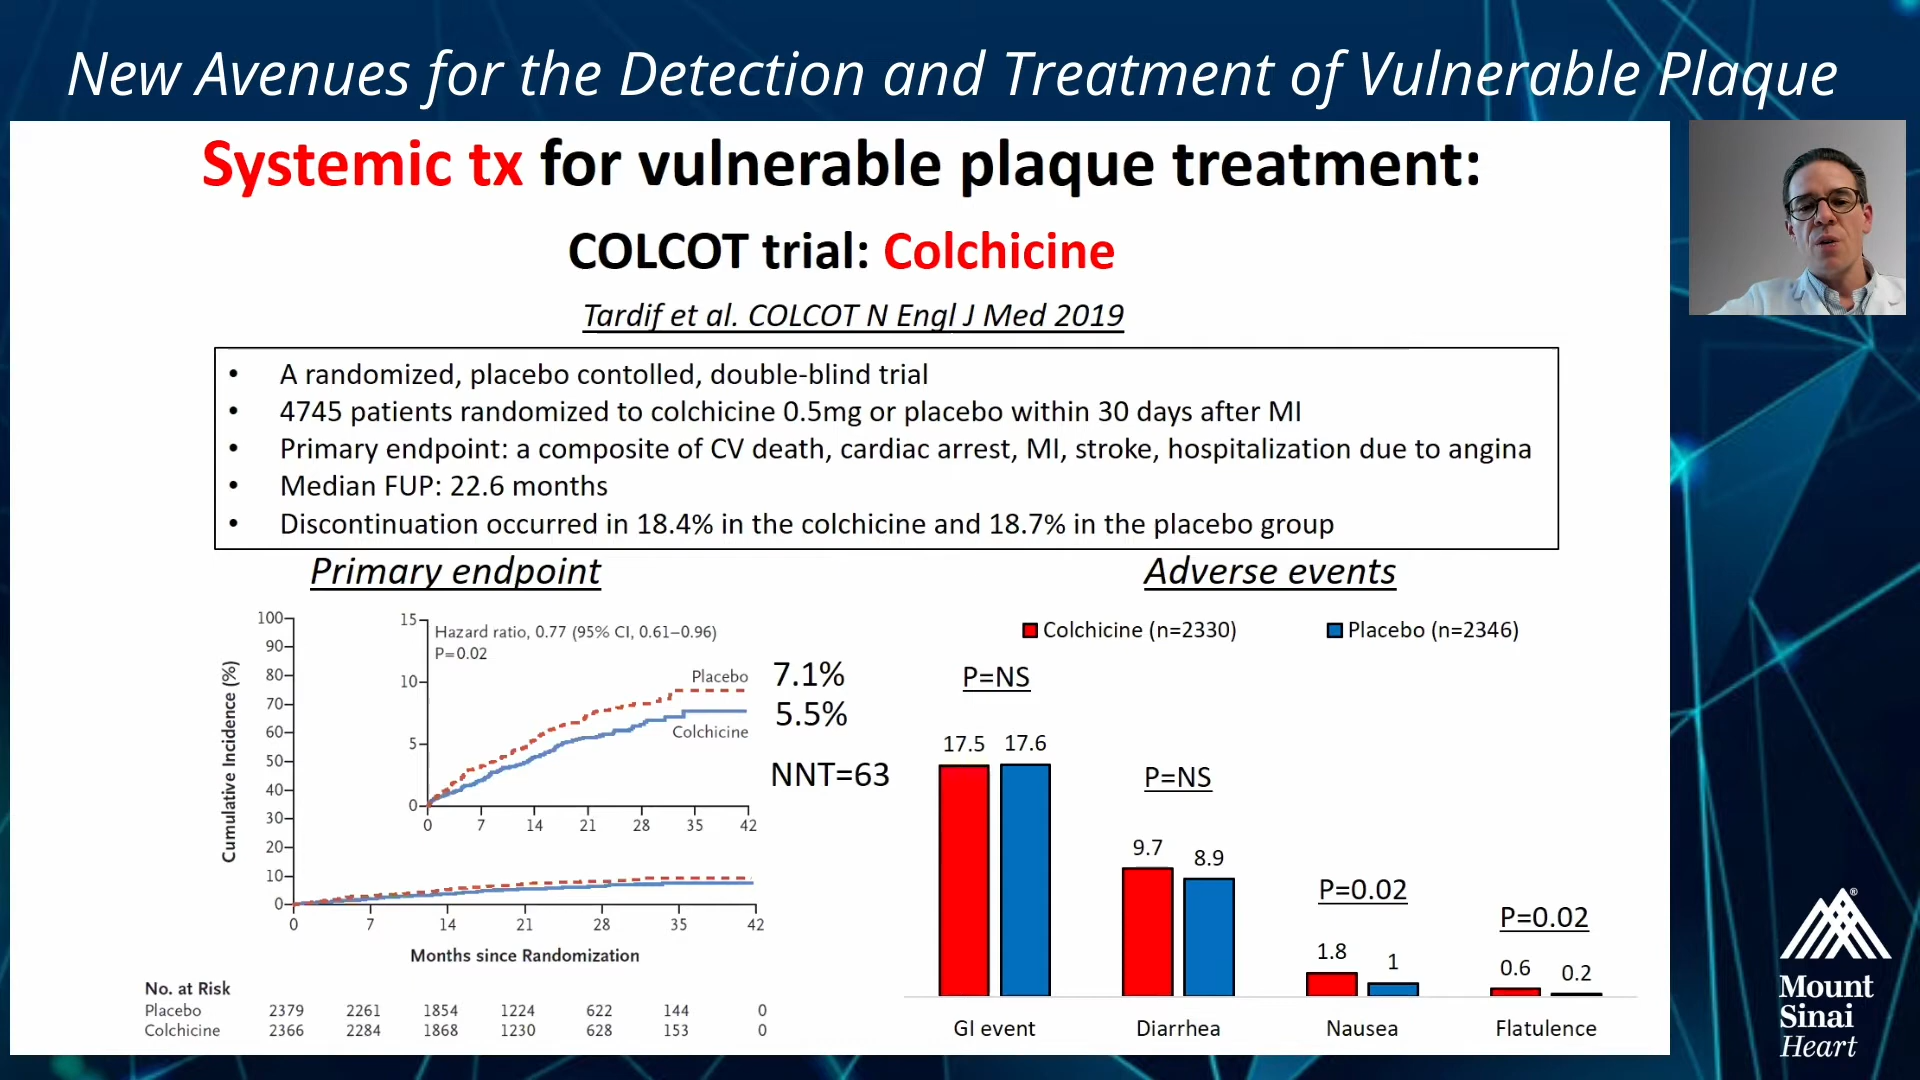 New Avenues for the Detection and Treatment of Vulnerable Plaque
Systemic tx for vulnerable plaque treatment:
COLCOT trial: Colchicine
Tardif et al. COLCOT N Engl J Med 2019
• A randomized, placebo contolled, double-blind trial
• 4745 patients randomized to colchicine 0.5mg or placebo within 30 days after MI
• Primary endpoint: a composite of CV death, cardiac arrest, MI, stroke, hospitalization due to angina
• Median FUP: 22.6 months
• Discontinuation occurred in 18.4% in the colchicine and 18.7% in the placebo group
Primary endpoint
Cumulative Incidence (%)
100
90
80
70
60
50
40
30
20
10
0
0 7 14 21 28 35 42
Months since Randomization
15
10
5
0
0 7 14 21 28 35 42
Hazard ratio, 0.77 (95% CI, 0.61–0.96)
P=0.02
Placebo
Colchicine
7.1%
5.5%
NNT=63
No. at Risk
Placebo 2379 2261 1854 1224 622 144 0
Colchicine 2366 2284 1868 1230 628 153 0
Adverse events
Colchicine (n=2330) Placebo (n=2346)
P=NS
17.5 17.6
P=NS
9.7 8.9
P=0.02
1.8 1
P=0.02
0.6 0.2
GI event Diarrhea Nausea Flatulence
®
Mount
Sinai
Heart